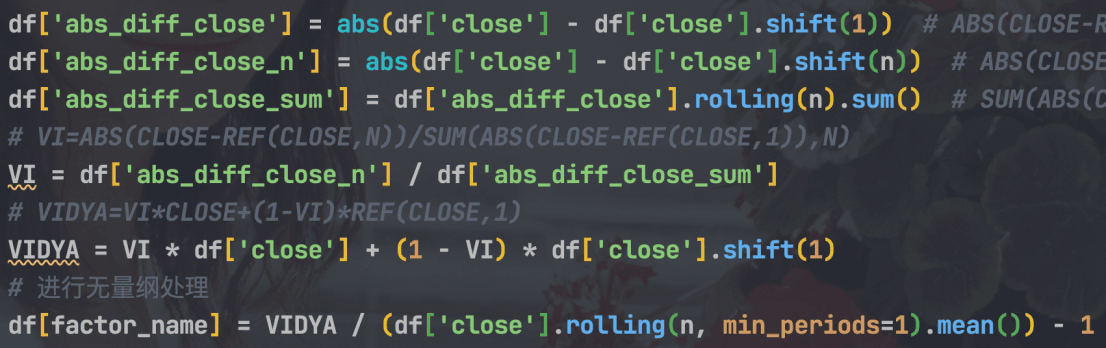 df['abs_diff_close'] = abs(df['close'] - df['close'].shift(1))  # ABS(CLOSE-R
df['abs_diff_close_n'] = abs(df['close'] - df['close'].shift(n))  # ABS(CLOSE
df['abs_diff_close_sum'] = df['abs_diff_close'].rolling(n).sum()  # SUM(ABS(C
# VI=ABS(CLOSE-REF(CLOSE,N))/SUM(ABS(CLOSE-REF(CLOSE,1)),N)
VI = df['abs_diff_close_n'] / df['abs_diff_close_sum']
# VIDYA=VI*CLOSE+(1-VI)*REF(CLOSE,1)
VIDYA = VI * df['close'] + (1 - VI) * df['close'].shift(1)
# 进行无量纲处理
df[factor_name] = VIDYA / (df['close'].rolling(n, min_periods=1).mean()) - 1